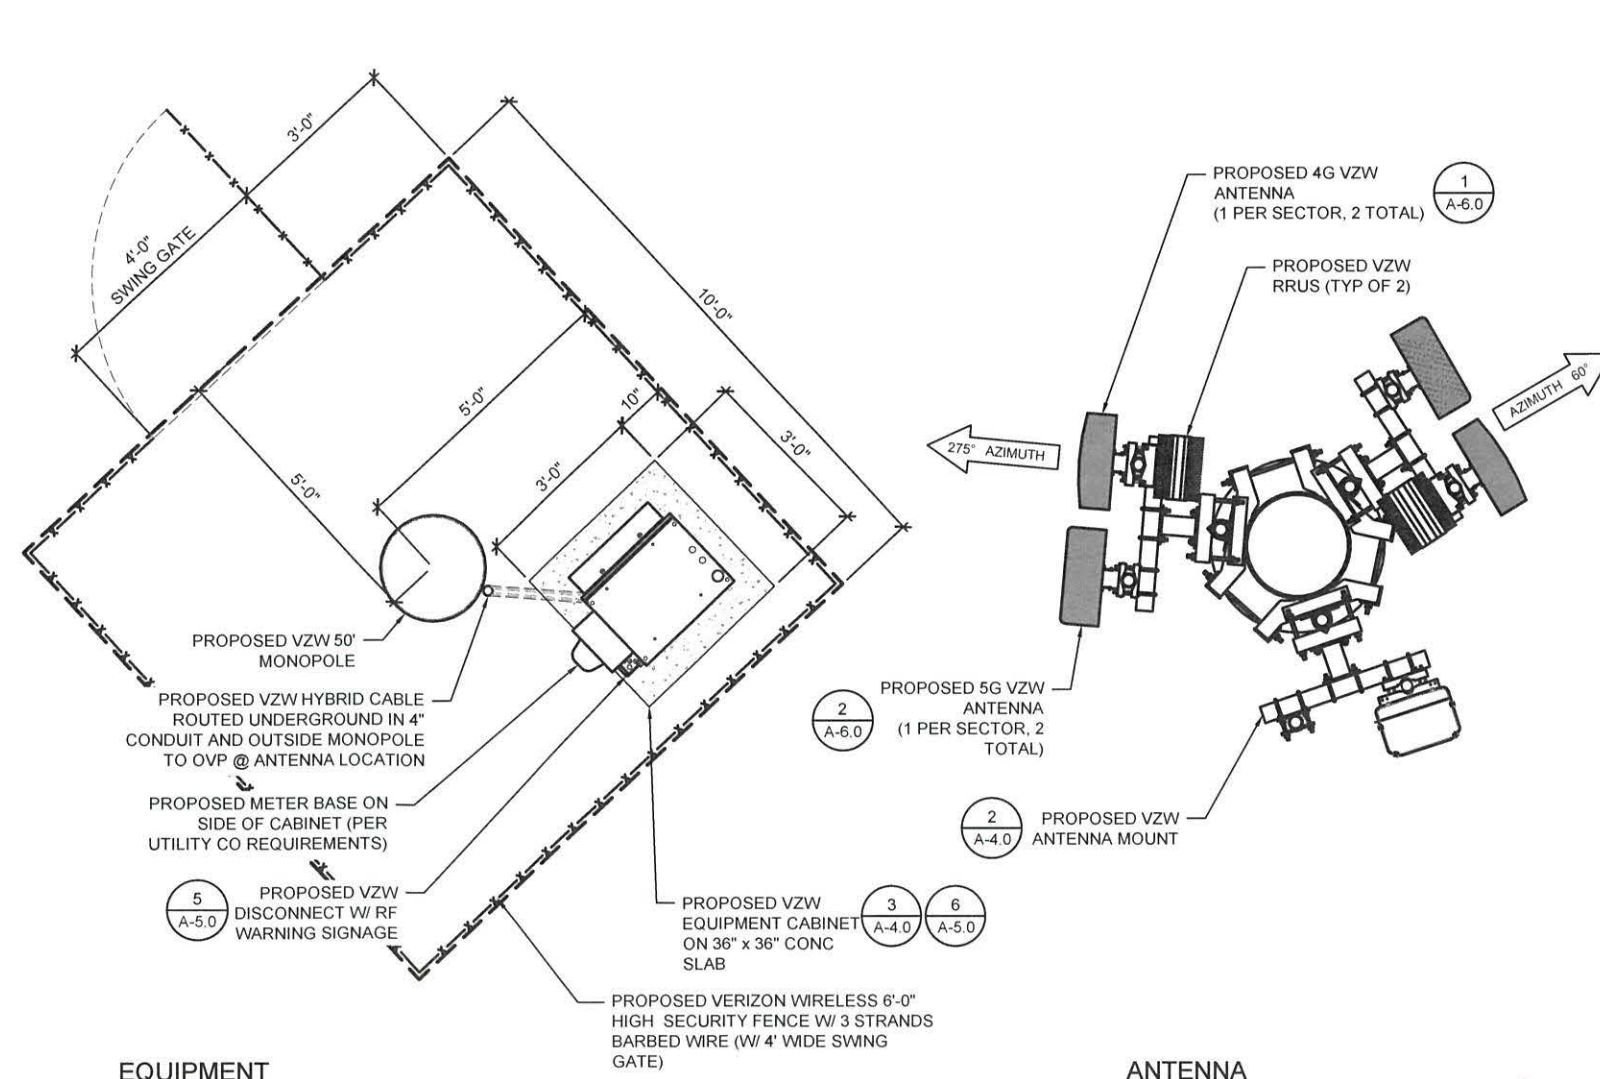 3'-0"
4'-0"
SWING GATE
10'-0"
5'-0"
10"
3'-0"
3'-0"
5'-0"
PROPOSED VZW 50'
MONOPOLE
PROPOSED VZW HYBRID CABLE
ROUTED UNDERGROUND IN 4"
CONDUIT AND OUTSIDE MONOPOLE
TO OVP @ ANTENNA LOCATION
PROPOSED METER BASE ON
SIDE OF CABINET (PER
UTILITY CO REQUIREMENTS)
5
A-5.0
PROPOSED VZW
DISCONNECT W/ RF
WARNING SIGNAGE
PROPOSED VZW
EQUIPMENT CABINET
ON 36" x 36" CONC
SLAB
3
A-4.0
6
A-5.0
PROPOSED VERIZON WIRELESS 6'-0"
HIGH SECURITY FENCE W/ 3 STRANDS
BARBED WIRE (W/ 4' WIDE SWING
GATE)
EQUIPMENT
PROPOSED 4G VZW
ANTENNA
(1 PER SECTOR, 2 TOTAL)
1
A-6.0
PROPOSED VZW
RRUS (TYP OF 2)
275° AZIMUTH
AZIMUTH 60°
2
A-6.0
PROPOSED 5G VZW
ANTENNA
(1 PER SECTOR, 2
TOTAL)
2
A-4.0
PROPOSED VZW
ANTENNA MOUNT
ANTENNA